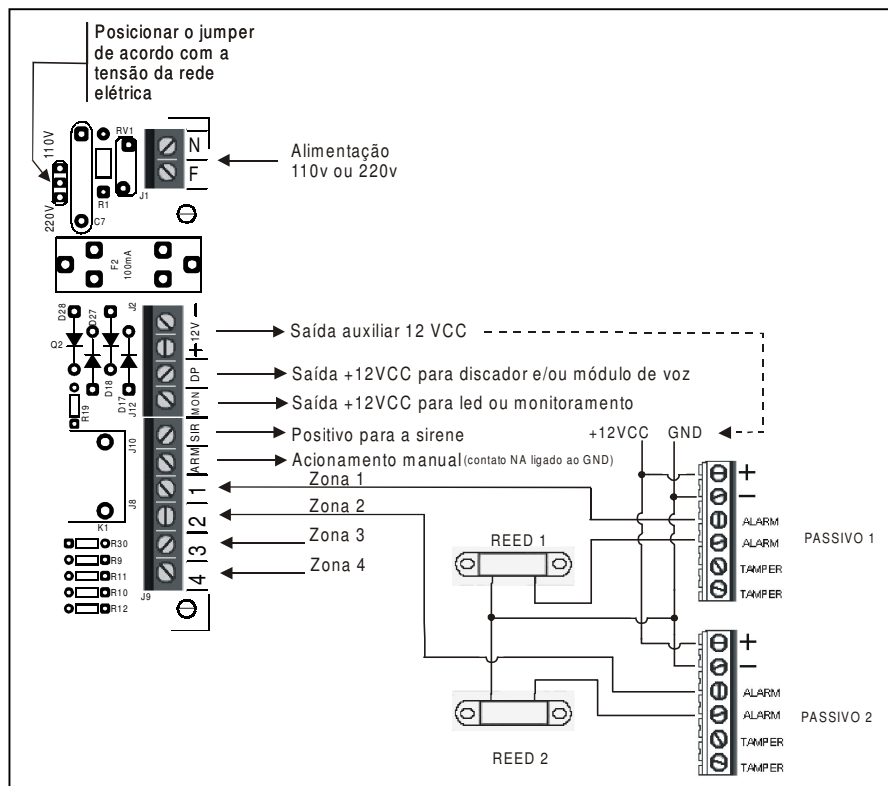 Posicionar o jumper
de acordo com a
tensão da rede
elétrica
110V
220V
RV1
R1
C7
J1
N
F
Alimentação
110v ou 220v
F2
100mA
D28
D27
Q2
D18
D17
R19
J2
J12
- 12V +
DP
MON
SIR
ARM
1
2
3
4
J10
J8
J9
K1
R30
R9
R11
R10
R12
Saída auxiliar 12 VCC
Saída +12VCC para discador e/ou módulo de voz
Saída +12VCC para led ou monitoramento
Positivo para a sirene
Acionamento manual (contato NA ligado ao GND)
Zona 1
Zona 2
Zona 3
Zona 4
+12VCC GND
REED 1
REED 2
+
−
ALARM
ALARM
TAMPER
TAMPER
PASSIVO 1
+
−
ALARM
ALARM
TAMPER
TAMPER
PASSIVO 2